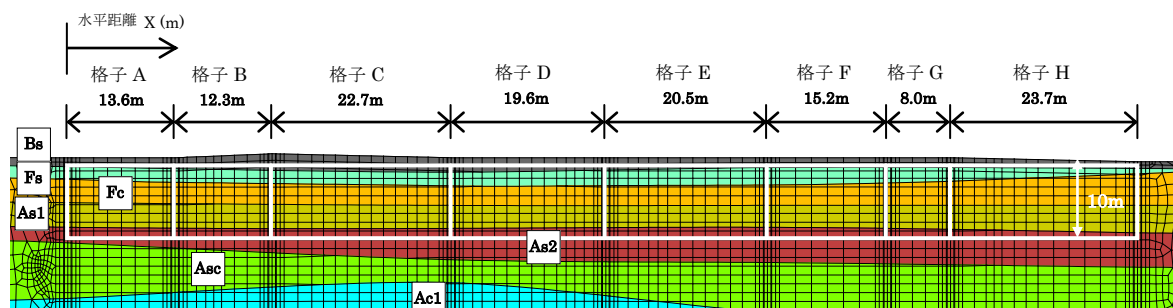 水平距離 X (m)
格子 A 格子 B 格子 C 格子 D 格子 E 格子 F 格子 G 格子 H
13.6m 12.3m 22.7m 19.6m 20.5m 15.2m 8.0m 23.7m
Bs
Fs
Fc
As1
10m
As2
Asc
Ac1